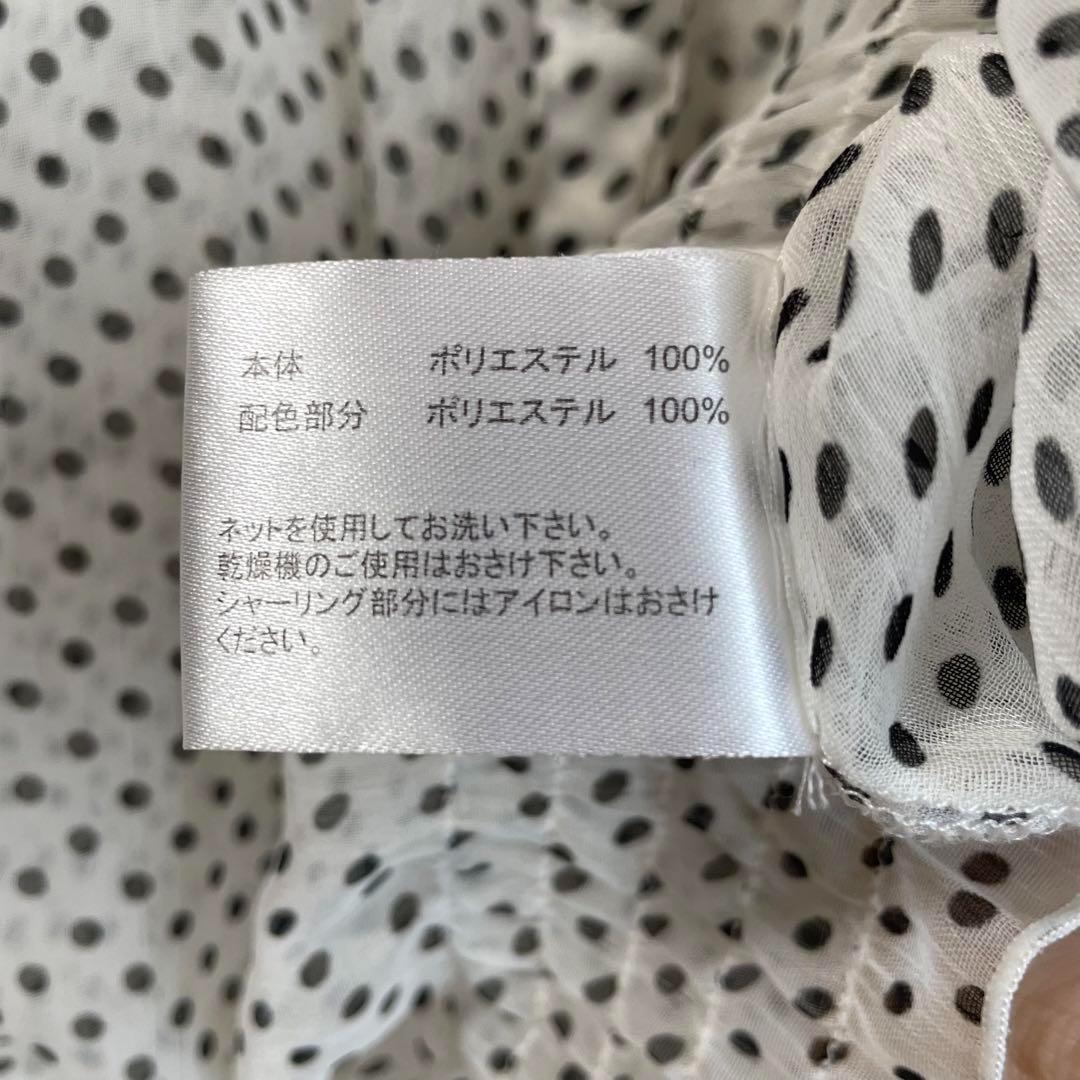 本体 ポリエステル 100%
配色部分 ポリエステル 100%
ネットを使用してお洗い下さい。
乾燥機のご使用はおさけ下さい。
シャーリング部分にはアイロンはおさけ
ください。